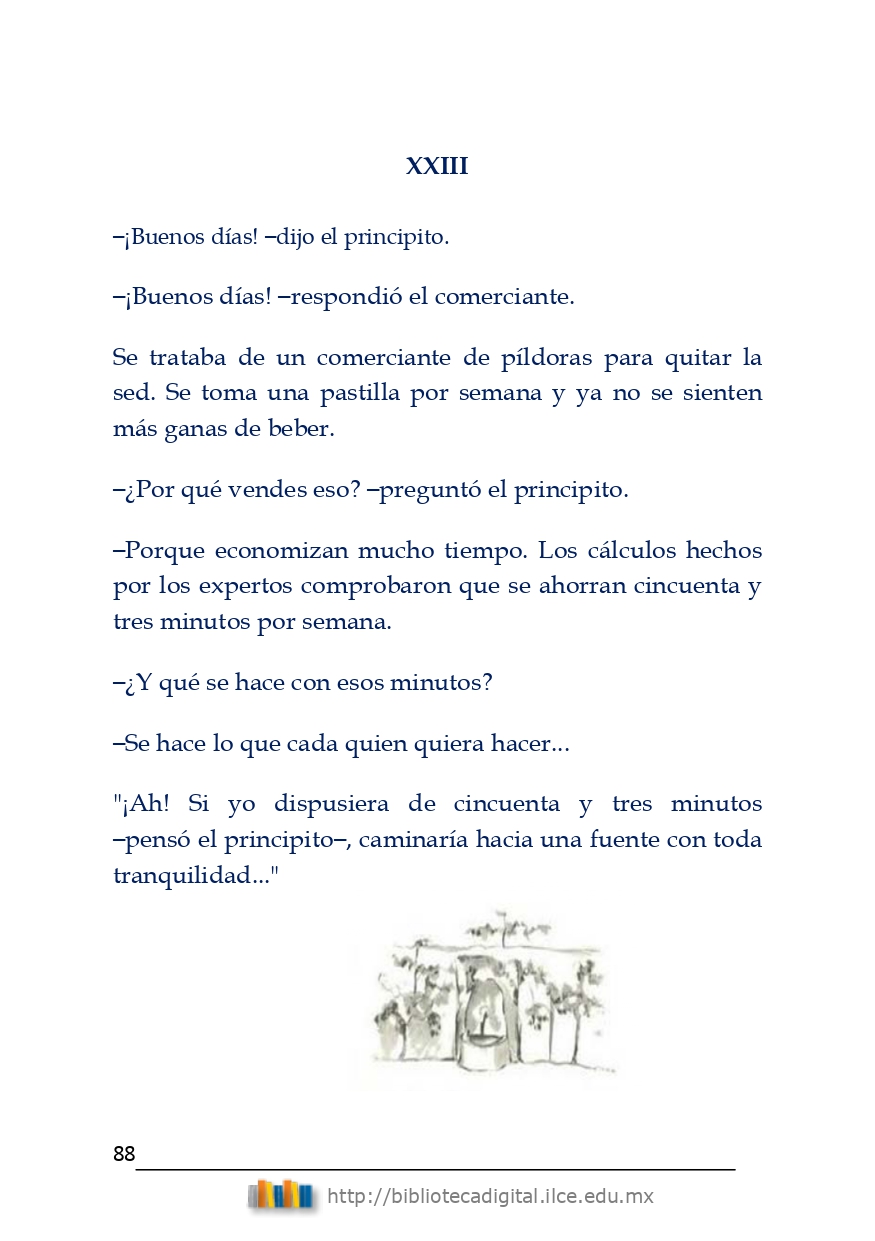 XXIII
–¡Buenos días! –dijo el principito.
–¡Buenos días! –respondió el comerciante.
Se trataba de un comerciante de píldoras para quitar la
sed. Se toma una pastilla por semana y ya no se sienten
más ganas de beber.
–¿Por qué vendes eso? –preguntó el principito.
–Porque economizan mucho tiempo. Los cálculos hechos
por los expertos comprobaron que se ahorran cincuenta y
tres minutos por semana.
–¿Y qué se hace con esos minutos?
–Se hace lo que cada quien quiera hacer...
"¡Ah! Si yo dispusiera de cincuenta y tres minutos
–pensó el principito–, caminaría hacia una fuente con toda
tranquilidad..."
88
http://bibliotecadigital.ilce.edu.mx